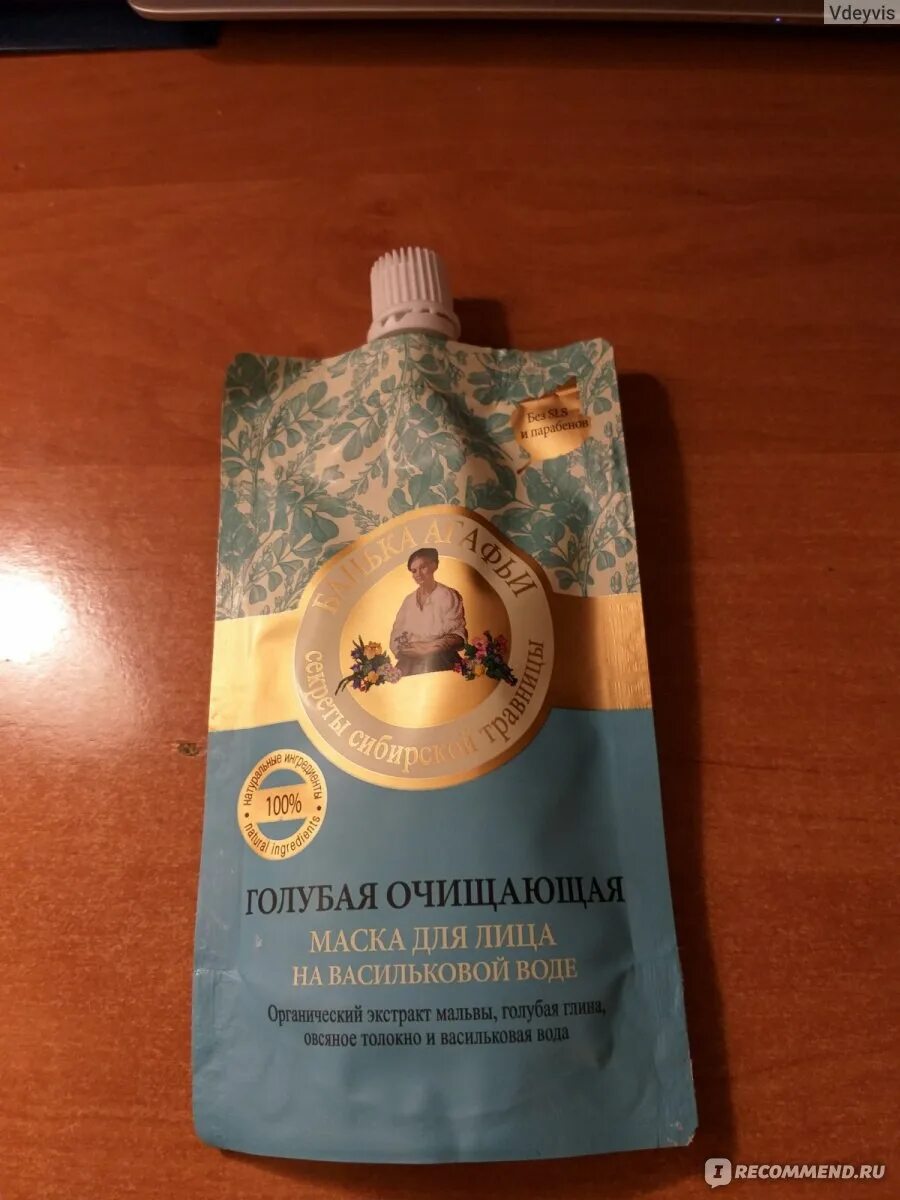 Vdeyvis
Без SLS
и парабенов
БАНЬКА АГАФЬИ
секреты сибирской травницы
натуральные ингредиенты
100%
natural ingredients
ГОЛУБАЯ ОЧИЩАЮЩАЯ
МАСКА ДЛЯ ЛИЦА
НА ВАСИЛЬКОВОЙ ВОДЕ
Органический экстракт мальвы, голубая глина,
овсяное толокно и васильковая вода
IRECOMMEND.RU